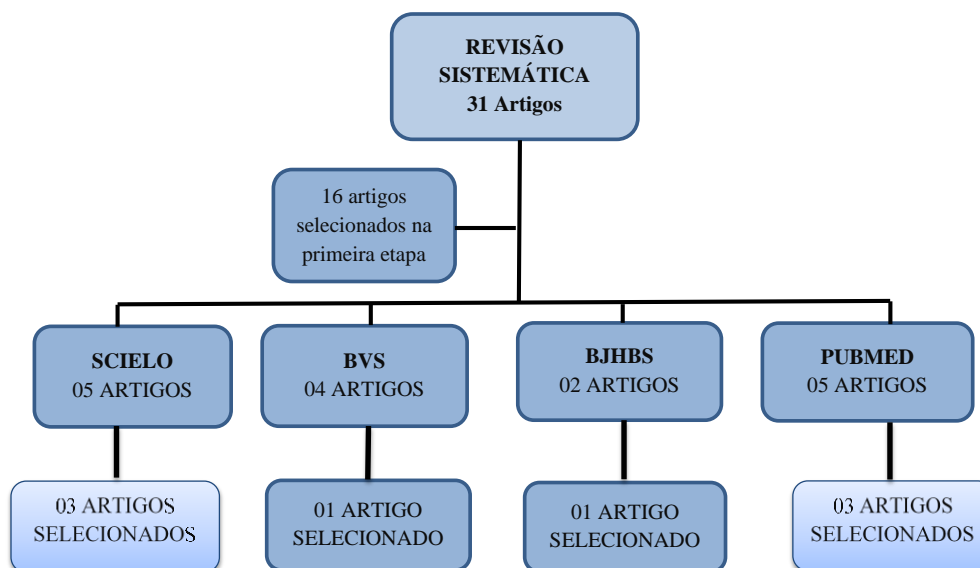 REVISÃO
SISTEMÁTICA
31 Artigos
16 artigos
selecionados na
primeira etapa
SCIELO
05 ARTIGOS
BVS
04 ARTIGOS
BJHBS
02 ARTIGOS
PUBMED
05 ARTIGOS
03 ARTIGOS
SELECIONADOS
01 ARTIGO
SELECIONADO
01 ARTIGO
SELECIONADO
03 ARTIGOS
SELECIONADOS